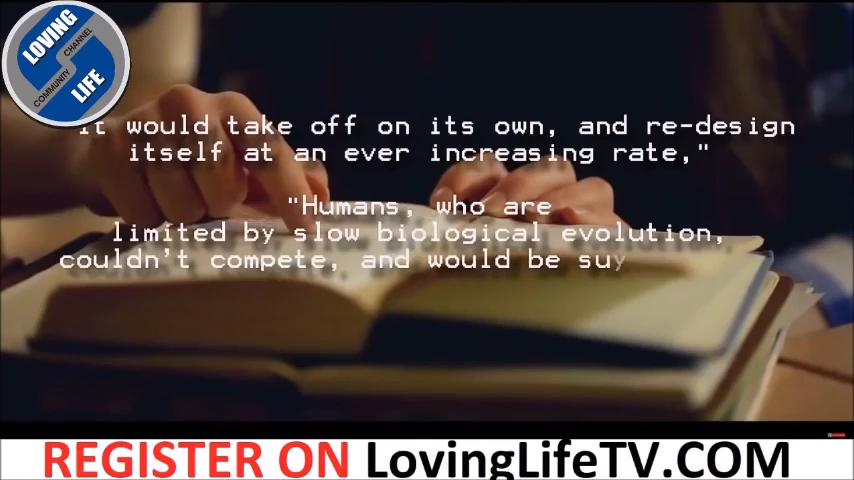 LOVING
CHANNEL
COMMUNITY
LIFE
It would take off on its own, and re-design
itself at an ever increasing rate,"
"Humans, who are
limited by slow biological evolution,
couldn't compete, and would be su
REGISTER ON LovingLifeTV.COM